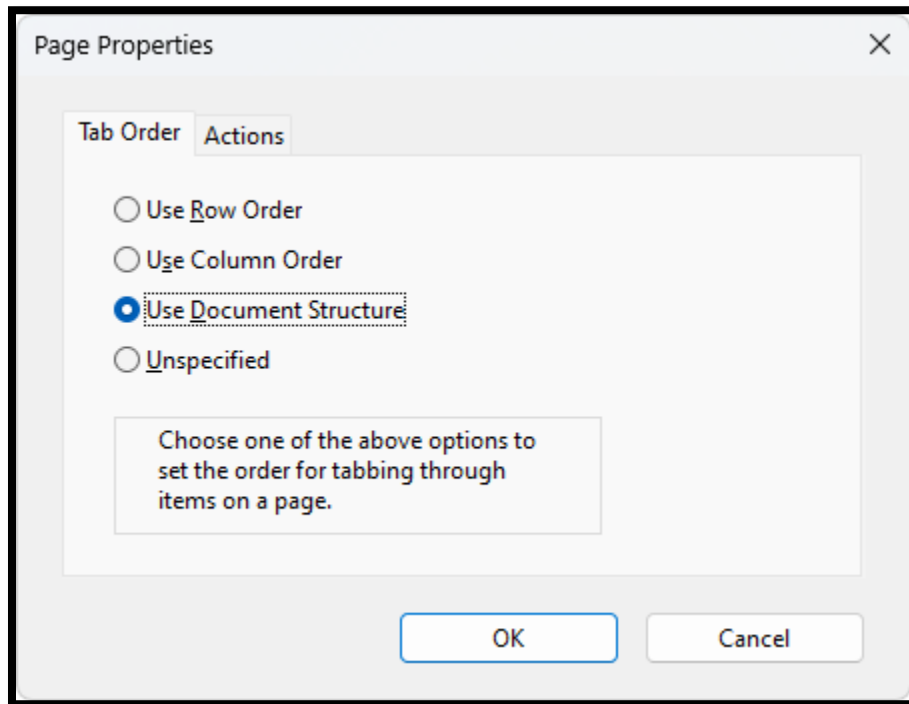 Page Properties
Tab Order
Actions
Use Row Order
Use Column Order
Use Document Structure
Unspecified
Choose one of the above options to
set the order for tabbing through
items on a page.
OK
Cancel